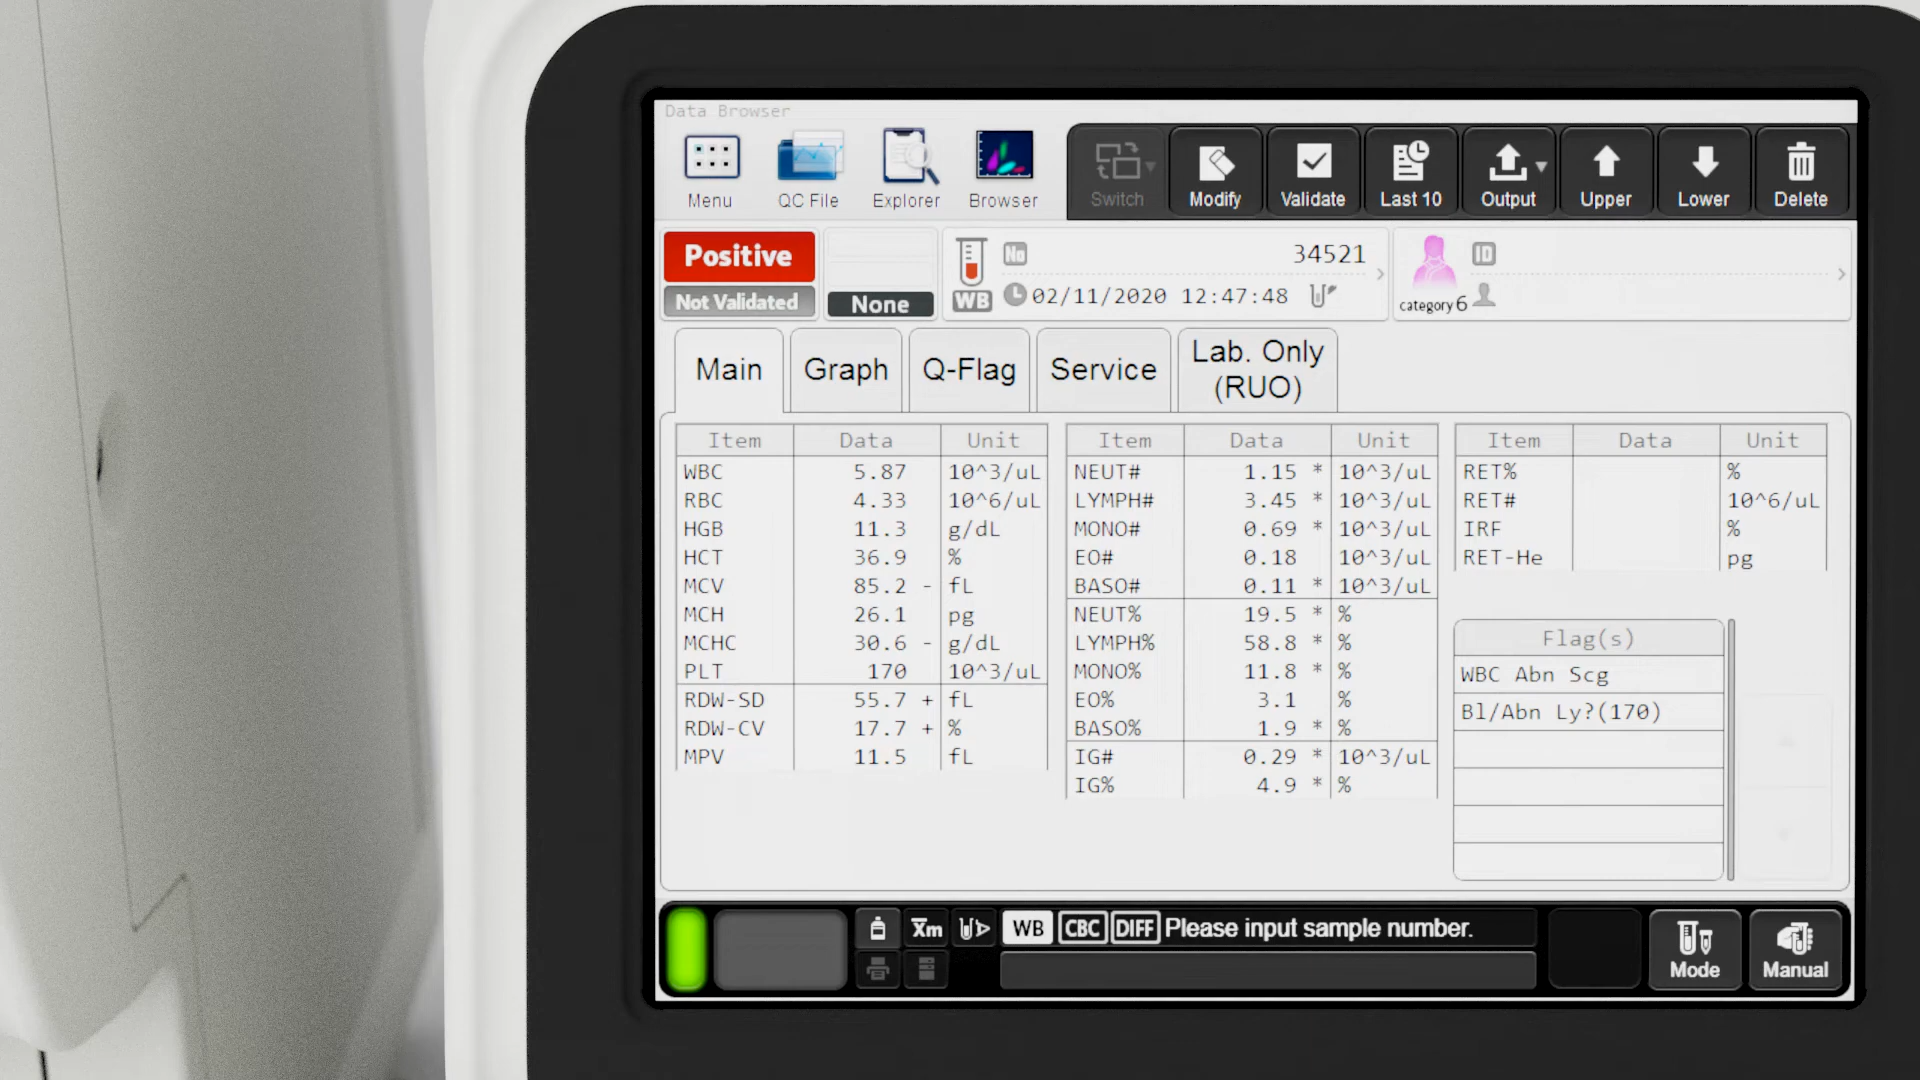 Data Browser
Menu QC File Explorer Browser Switch Modify Validate Last 10 Output Upper Lower Delete
Positive
Not Validated
None
WB
No 34521
02/11/2020 12:47:48
category 6
ID
Main Graph Q-Flag Service Lab. Only (RUO)
Item Data Unit
WBC 5.87 10^3/uL
RBC 4.33 10^6/uL
HGB 11.3 g/dL
HCT 36.9 %
MCV 85.2 - fL
MCH 26.1 pg
MCHC 30.6 - g/dL
PLT 170 10^3/uL
RDW-SD 55.7 + fL
RDW-CV 17.7 + %
MPV 11.5 fL
Item Data Unit
NEUT# 1.15 * 10^3/uL
LYMPH# 3.45 * 10^3/uL
MONO# 0.69 * 10^3/uL
EO# 0.18 10^3/uL
BASO# 0.11 * 10^3/uL
NEUT% 19.5 * %
LYMPH% 58.8 * %
MONO% 11.8 * %
EO% 3.1 %
BASO% 1.9 * %
IG# 0.29 * 10^3/uL
IG% 4.9 * %
Item Data Unit
RET% %
RET# 10^6/uL
IRF %
RET-He pg
Flag(s)
WBC Abn Scg
Bl/Abn Ly?(170)
Xm WB CBC DIFF Please input sample number.
Mode Manual